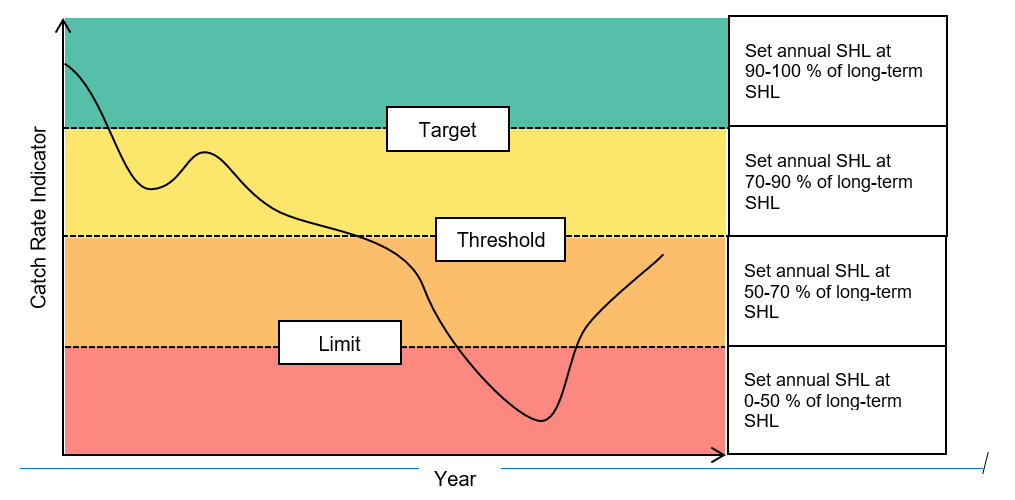 Set annual SHL at
90-100 % of long-term
SHL
Target
Set annual SHL at
70-90 % of long-term
SHL
Catch Rate Indicator
Threshold
Set annual SHL at
50-70 % of long-term
SHL
Limit
Set annual SHL at
0-50 % of long-term
SHL
Year